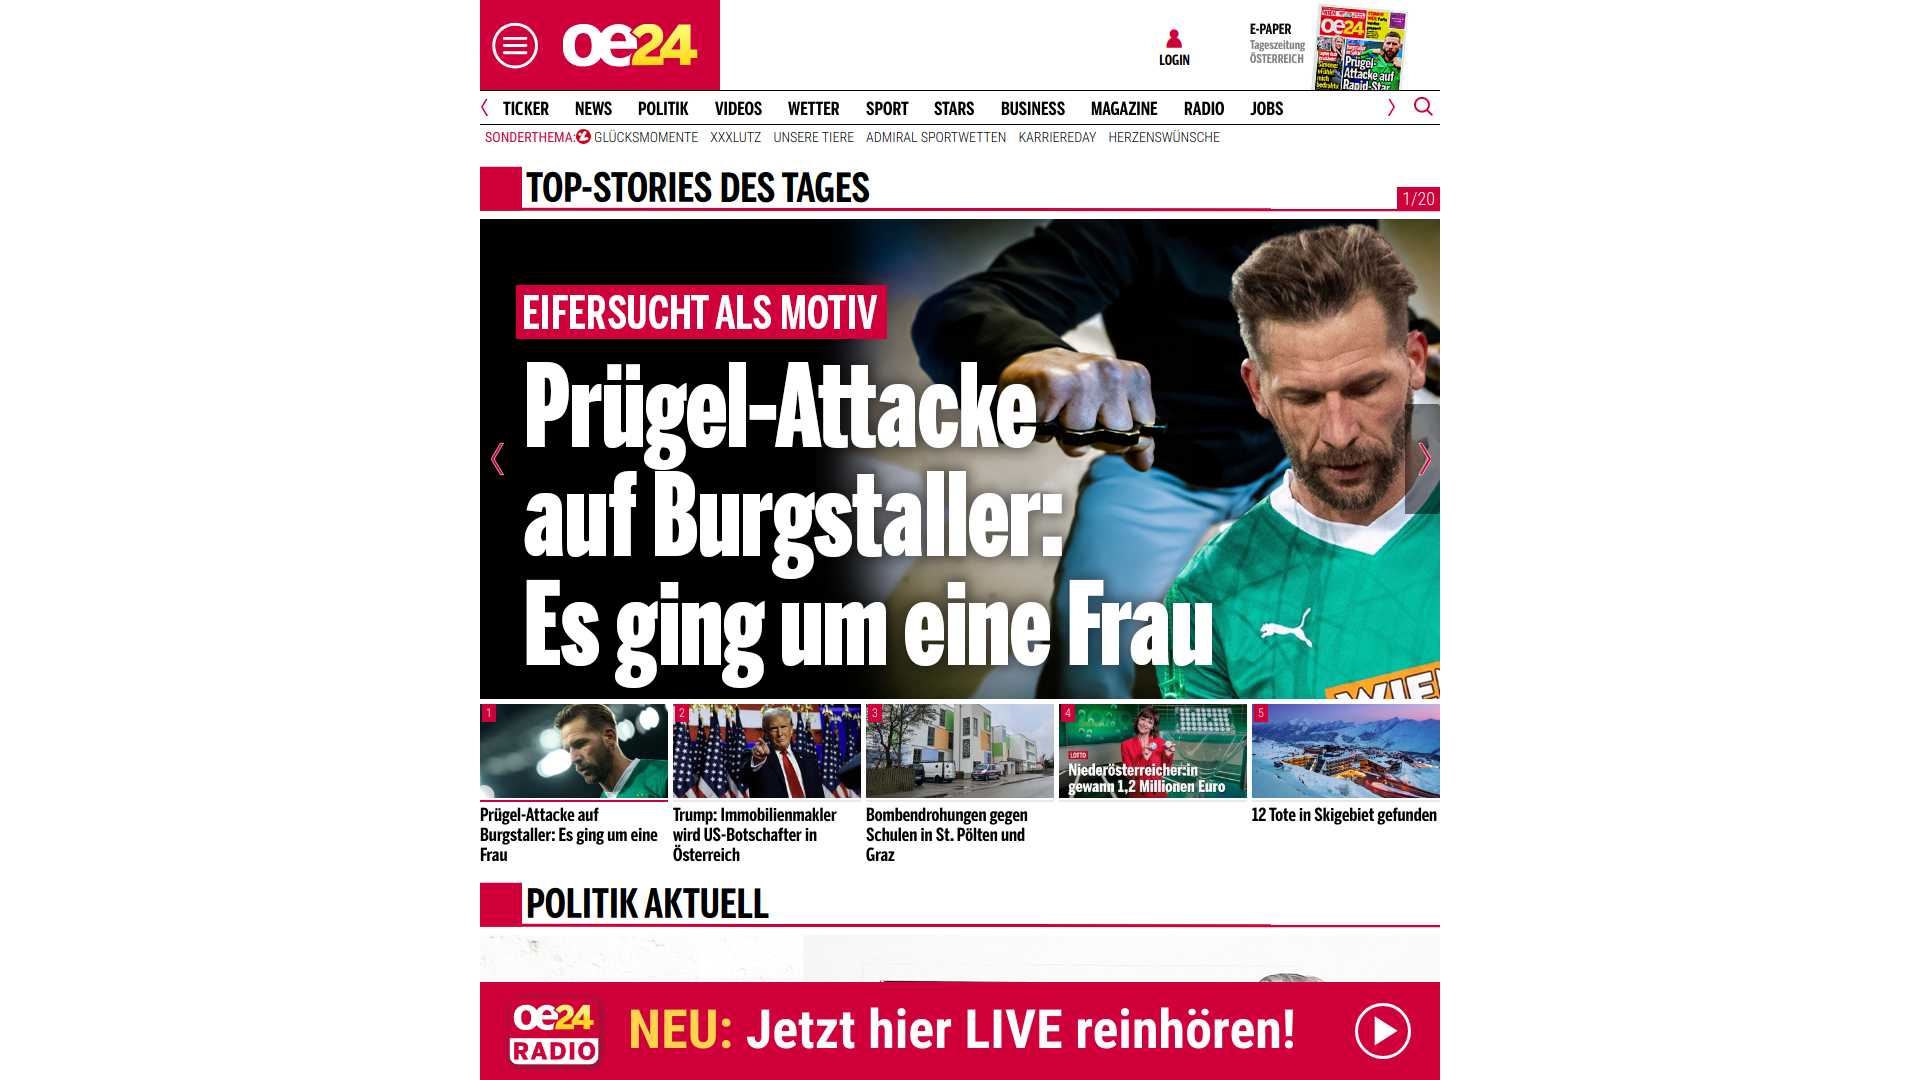 oe24
LOGIN
E-PAPER
Tageszeitung
ÖSTERREICH
oe24
Prügel-
Attacke auf
Rapid-Star
TICKER NEWS POLITIK VIDEOS WETTER SPORT STARS BUSINESS MAGAZINE RADIO JOBS
SONDERTHEMA: GLÜCKSMOMENTE XXXLUTZ UNSERE TIERE ADMIRAL SPORTWETTEN KARRIEREDAY HERZENSWÜNSCHE
TOP-STORIES DES TAGES
1/20
EIFERSUCHT ALS MOTIV
Prügel-Attacke
auf Burgstaller:
Es ging um eine Frau
WIEN
1
Prügel-Attacke auf
Burgstaller: Es ging um eine
Frau
2
Trump: Immobilienmakler
wird US-Botschafter in
Österreich
3
Bombendrohungen gegen
Schulen in St. Pölten und
Graz
4
LOTTO
Niederösterreicher:in
gewann 1,2 Millionen Euro
5
12 Tote in Skigebiet gefunden
POLITIK AKTUELL
oe24
RADIO
NEU: Jetzt hier LIVE reinhören!